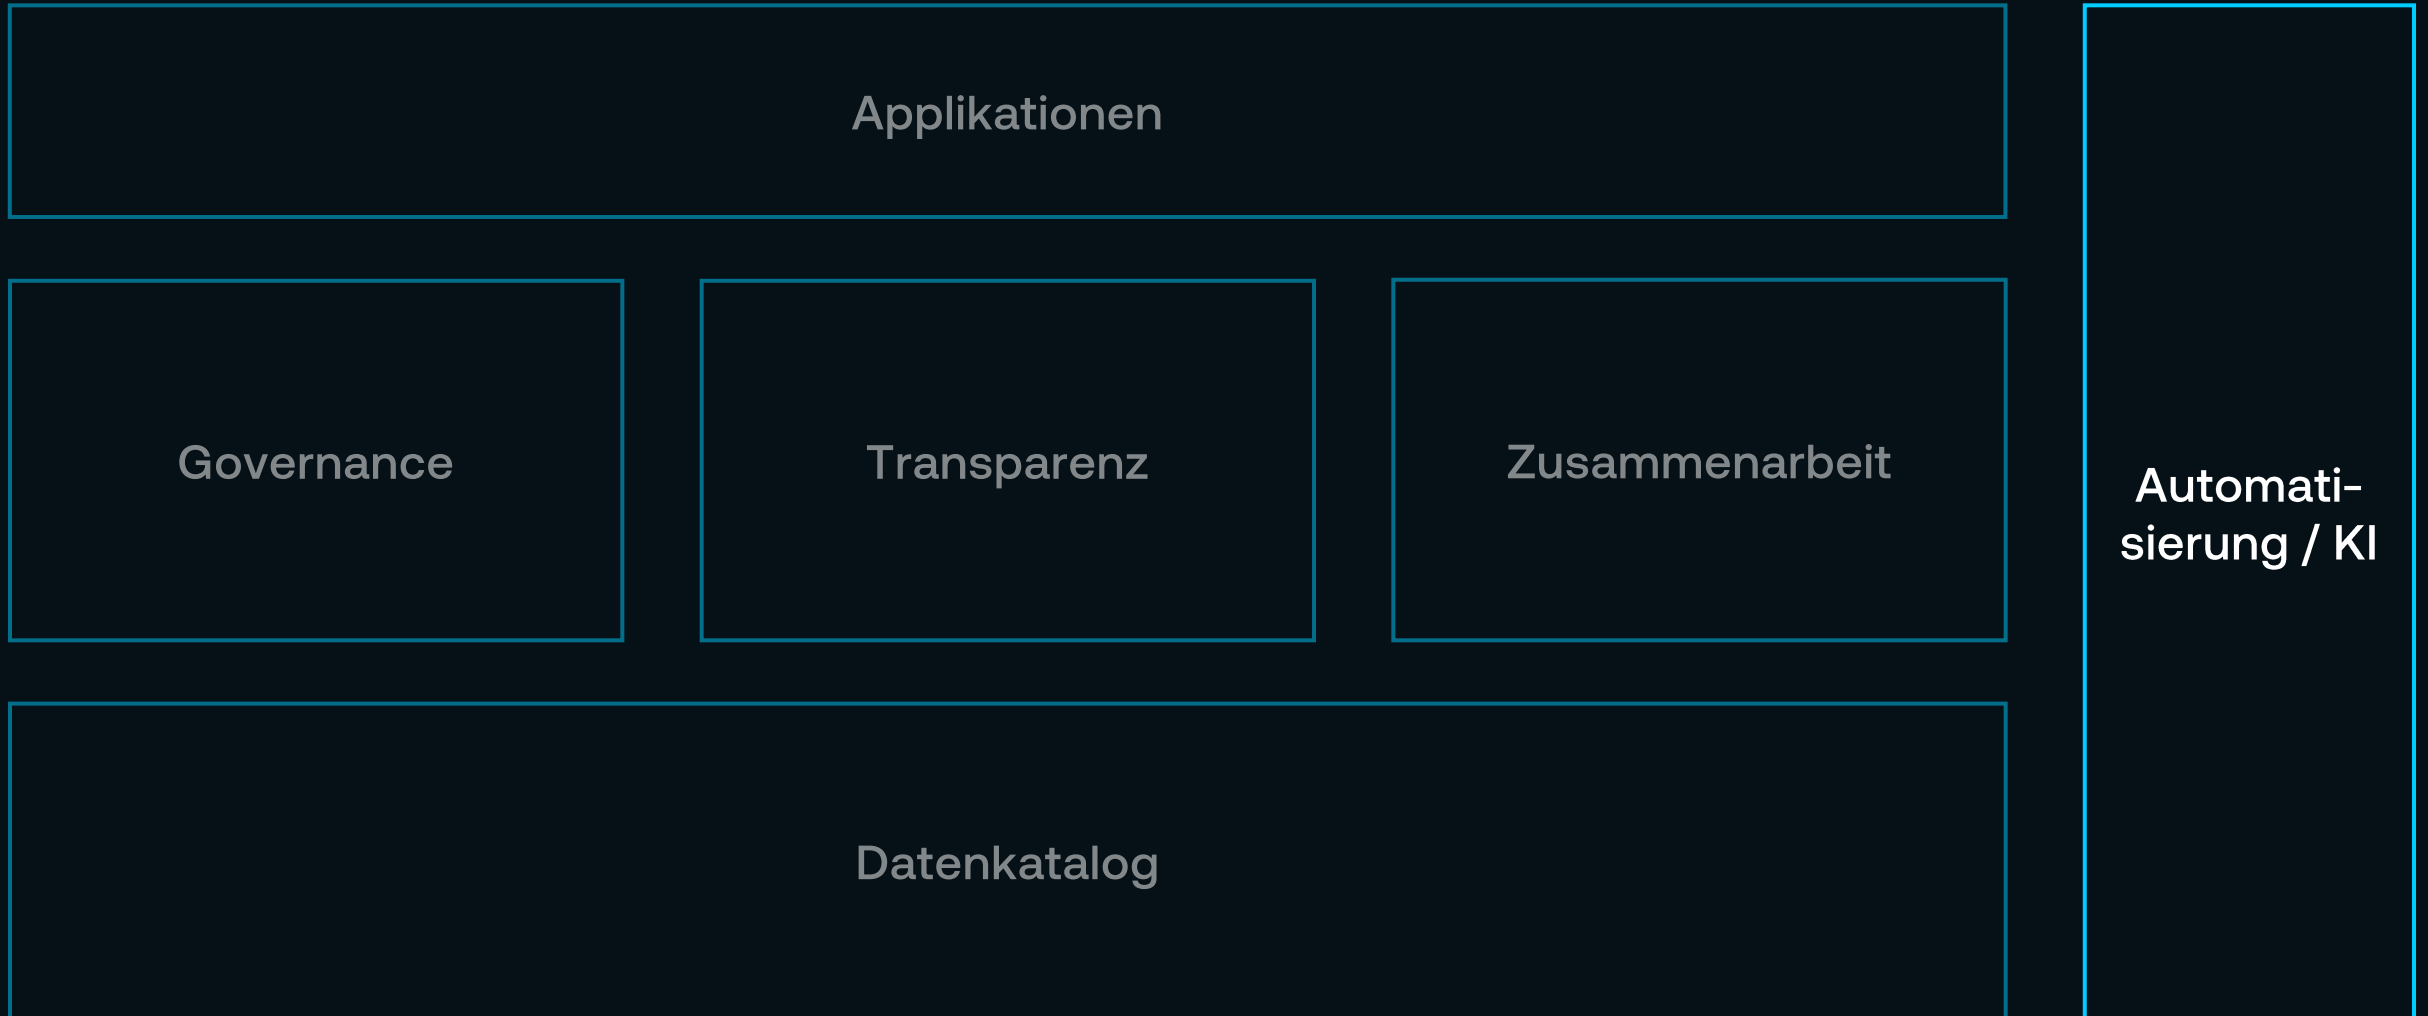 Applikationen
Governance
Transparenz
Zusammenarbeit
Automati-
sierung / KI
Datenkatalog